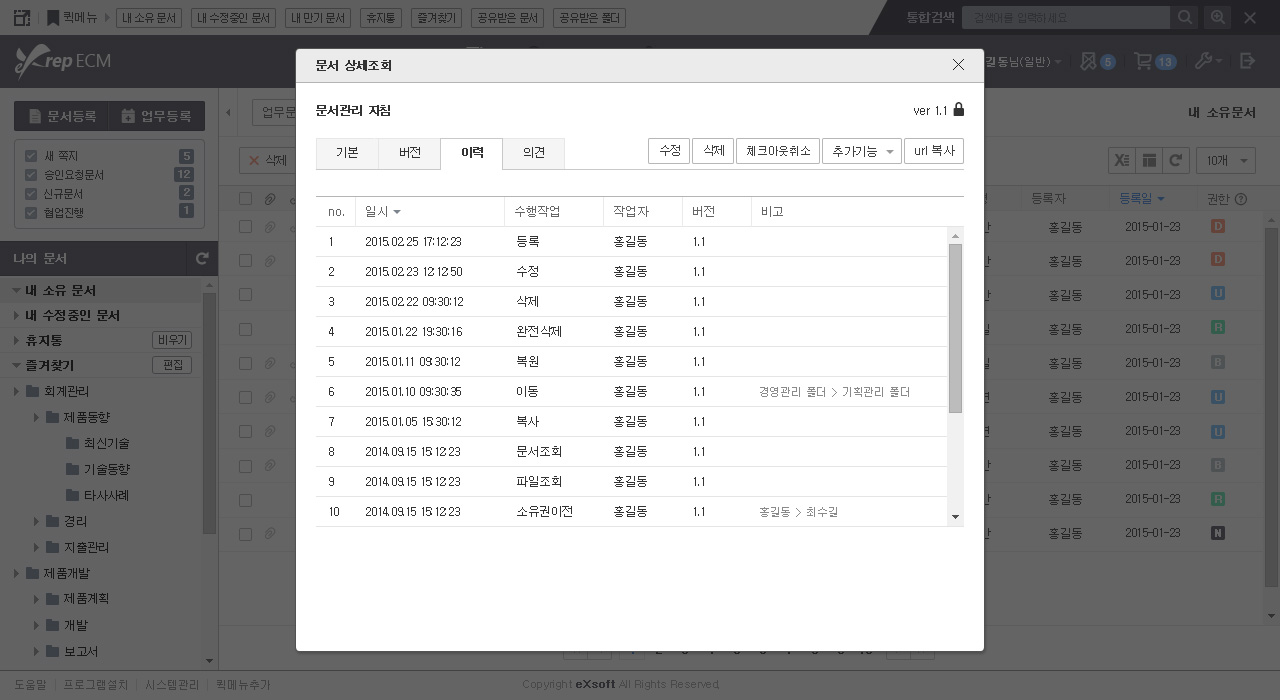 퀵메뉴 내 소유 문서 내 수정중인 문서 내 만기 문서 휴지통 즐겨찾기 공유받은 문서 공유받은 폴더 통합검색 검색어를 입력하세요
Xrep ECM 길동님(일반) 5 13
문서 상세조회
문서등록 업무등록 업무문 내 소유문서
문서관리 지침 ver 1.1
새 쪽지 5
승인요청문서 12
신규문서 2
협업진행 1
삭제 10개
기본 버전 이력 의견 수정 삭제 체크아웃취소 추가기능 url 복사
등록자 등록일 권한
no. 일시 수행작업 작업자 버전 비고
1 2015.02.25 17:12:23 등록 홍길동 1.1
2 2015.02.23 12:12:50 수정 홍길동 1.1
3 2015.02.22 09:30:12 삭제 홍길동 1.1
4 2015.01.22 19:30:16 완전삭제 홍길동 1.1
5 2015.01.11 09:30:12 복원 홍길동 1.1
6 2015.01.10 09:30:35 이동 홍길동 1.1 경영관리 폴더 > 기획관리 폴더
7 2015.01.05 15:30:12 복사 홍길동 1.1
8 2014.09.15 15:12:23 문서조회 홍길동 1.1
9 2014.09.15 15:12:23 파일조회 홍길동 1.1
10 2014.09.15 15:12:23 소유권이전 홍길동 1.1 홍길동 > 최수길
홍길동 2015-01-23 D
홍길동 2015-01-23 D
홍길동 2015-01-23 U
홍길동 2015-01-23 R
홍길동 2015-01-23 B
홍길동 2015-01-23 U
홍길동 2015-01-23 U
홍길동 2015-01-23 B
홍길동 2015-01-23 R
홍길동 2015-01-23 N
나의 문서
내 소유 문서
내 수정중인 문서
휴지통 비우기
즐겨찾기 편집
회계관리
제품동향
최신기술
기술동향
타사사례
경리
지출관리
제품개발
제품계획
개발
보고서
도움말 프로그램설치 시스템관리 퀵메뉴추가 Copyright eXsoft All Rights Reserved.